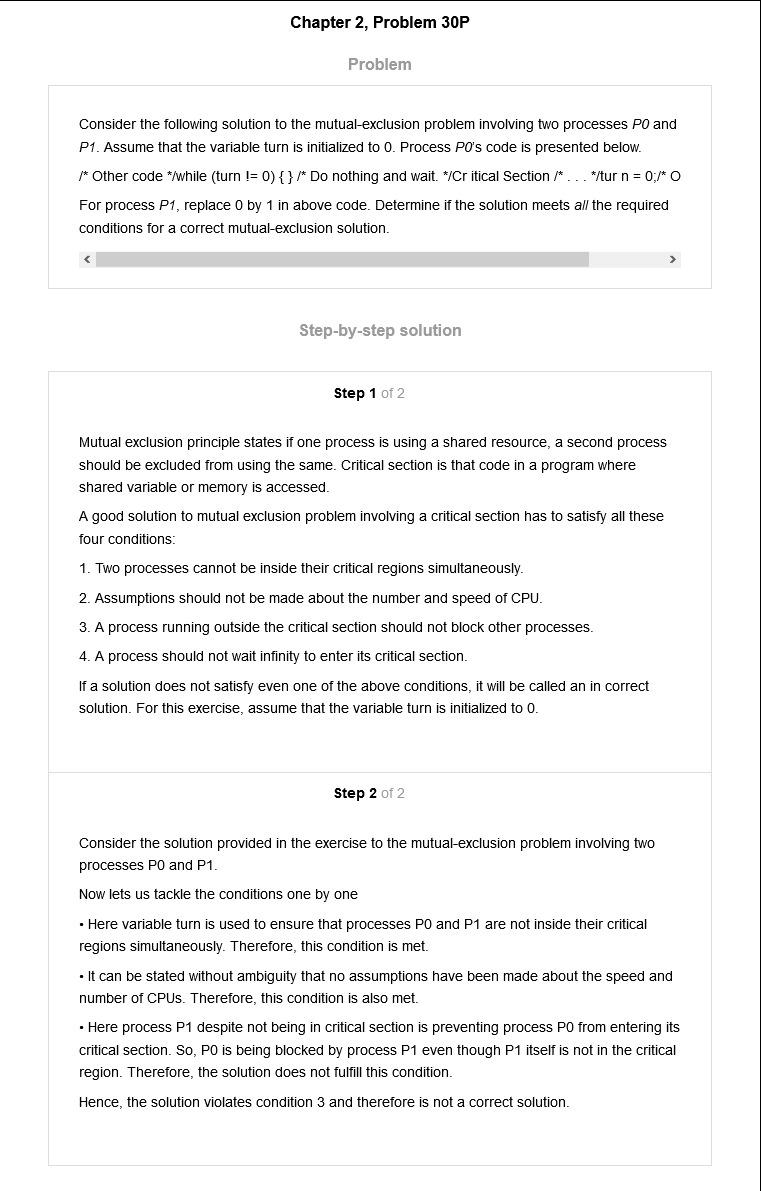 Chapter 2, Problem 30P
Problem
Consider the following solution to the mutual-exclusion problem involving two processes P0 and
P1. Assume that the variable turn is initialized to 0. Process P0's code is presented below.
/* Other code */while (turn != 0) { } /* Do nothing and wait. */Cr itical Section /* . . . */tur n = 0;/* O
For process P1, replace 0 by 1 in above code. Determine if the solution meets all the required
conditions for a correct mutual-exclusion solution.
Step-by-step solution
Step 1 of 2
Mutual exclusion principle states if one process is using a shared resource, a second process
should be excluded from using the same. Critical section is that code in a program where
shared variable or memory is accessed.
A good solution to mutual exclusion problem involving a critical section has to satisfy all these
four conditions:
1. Two processes cannot be inside their critical regions simultaneously.
2. Assumptions should not be made about the number and speed of CPU.
3. A process running outside the critical section should not block other processes.
4. A process should not wait infinity to enter its critical section.
If a solution does not satisfy even one of the above conditions, it will be called an in correct
solution. For this exercise, assume that the variable turn is initialized to 0.
Step 2 of 2
Consider the solution provided in the exercise to the mutual-exclusion problem involving two
processes P0 and P1.
Now lets us tackle the conditions one by one
• Here variable turn is used to ensure that processes P0 and P1 are not inside their critical
regions simultaneously. Therefore, this condition is met.
• It can be stated without ambiguity that no assumptions have been made about the speed and
number of CPUs. Therefore, this condition is also met.
• Here process P1 despite not being in critical section is preventing process P0 from entering its
critical section. So, P0 is being blocked by process P1 even though P1 itself is not in the critical
region. Therefore, the solution does not fulfill this condition.
Hence, the solution violates condition 3 and therefore is not a correct solution.